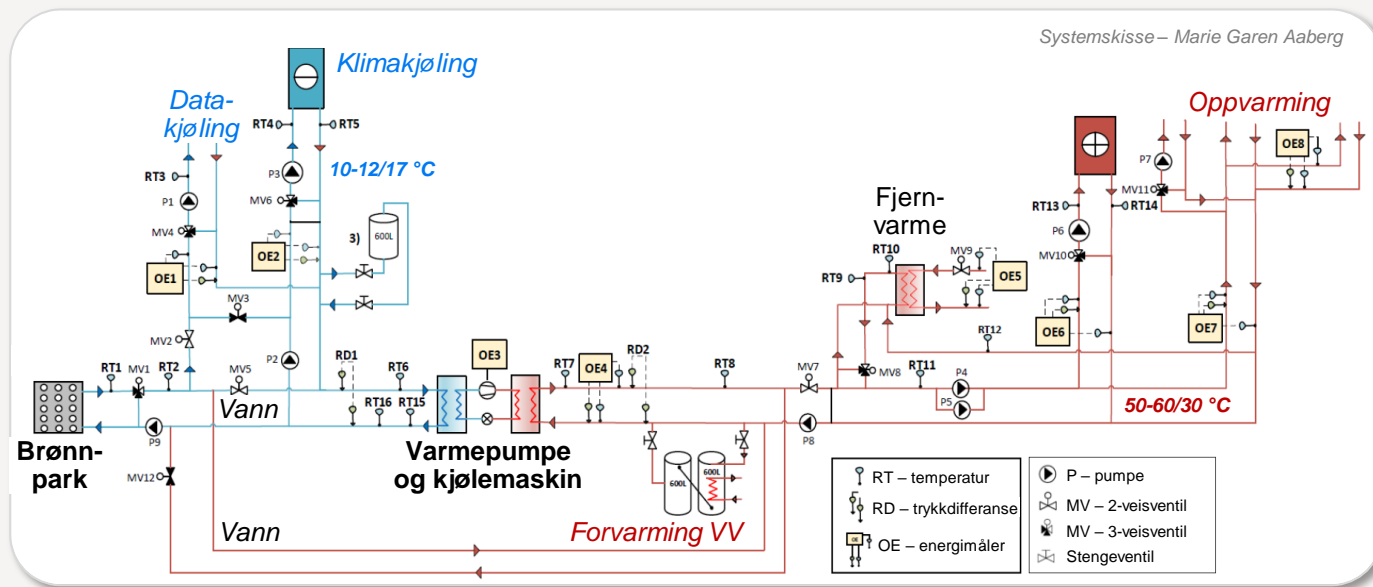 Systemskisse – Marie Garen Aaberg
Klimakjøling
Data-
kjøling
Oppvarming
RT4
RT5
10-12/17 °C
RT3
P1
P3
MV6
MV4
3)
600L
OE1
OE2
MV3
MV2
P2
RT1
MV1
RT2
MV5
RD1
RT6
OE3
Vann
RT16
RT15
P9
Brønn-
park
MV12
Varmepumpe
og kjølemaskin
Vann
RT7
OE4
RD2
RT8
MV7
P8
600L
600L
Forvarming VV
Fjern-
varme
RT10
RT9
MV9
OE5
MV8
RT11
RT12
P4
P5
RT13
RT14
P6
MV10
OE6
P7
MV11
OE8
OE7
50-60/30 °C
RT – temperatur
RD – trykkdifferanse
OE
OE – energimåler
P – pumpe
MV – 2-veisventil
MV – 3-veisventil
Stengeventil